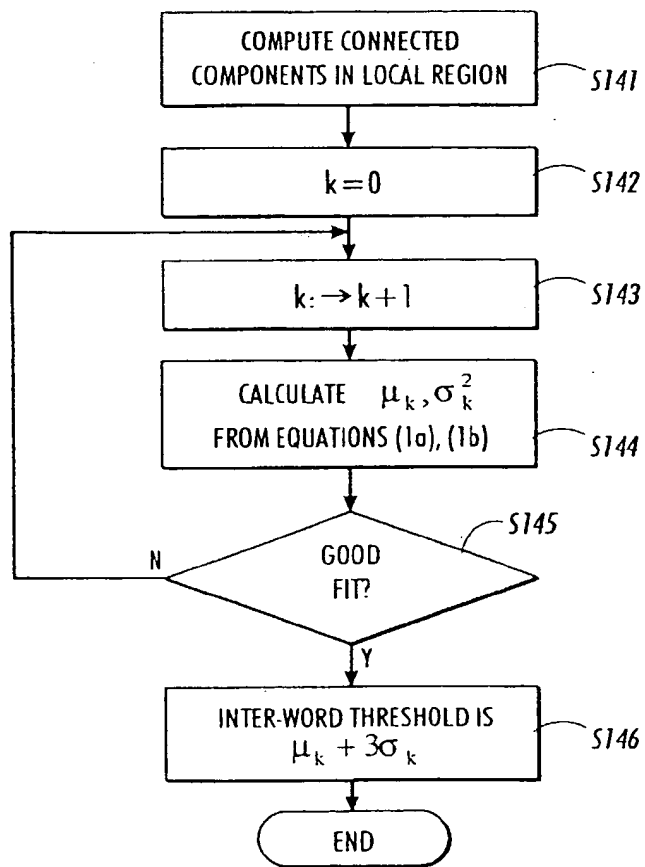 COMPUTE CONNECTED
COMPONENTS IN LOCAL REGION
S141
k=0
S142
k:→k+1
S143
CALCULATE μₖ,σₖ²
FROM EQUATIONS (1a), (1b)
S144
S145
GOOD
FIT?
N
Y
INTER-WORD THRESHOLD IS
μₖ + 3σₖ
S146
END